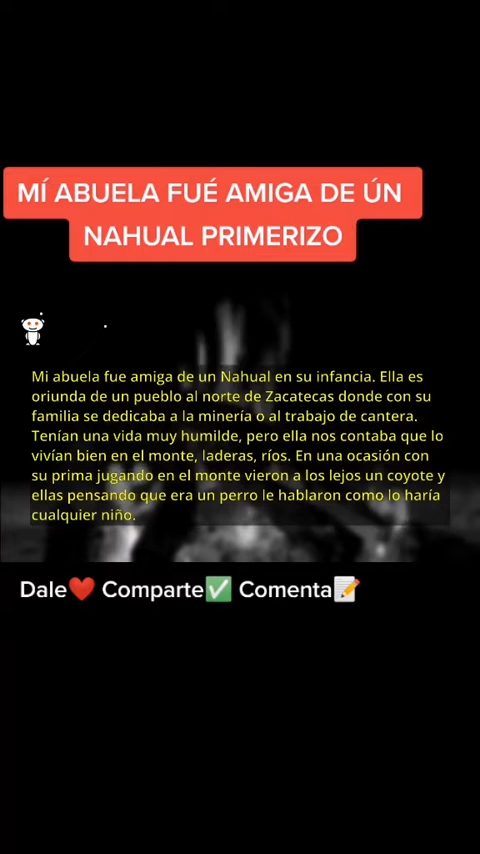 MÍ ABUELA FUÉ AMIGA DE ÚN
NAHUAL PRIMERIZO
Mi abuela fue amiga de un Nahual en su infancia. Ella es
oriunda de un pueblo al norte de Zacatecas donde con su
familia se dedicaba a la minería o al trabajo de cantera.
Tenían una vida muy humilde, pero ella nos contaba que lo
vivían bien en el monte, laderas, ríos. En una ocasión con
su prima jugando en el monte vieron a los lejos un coyote y
ellas pensando que era un perro le hablaron como lo haría
cualquier niño.
Dale❤️ Comparte✅ Comenta📝